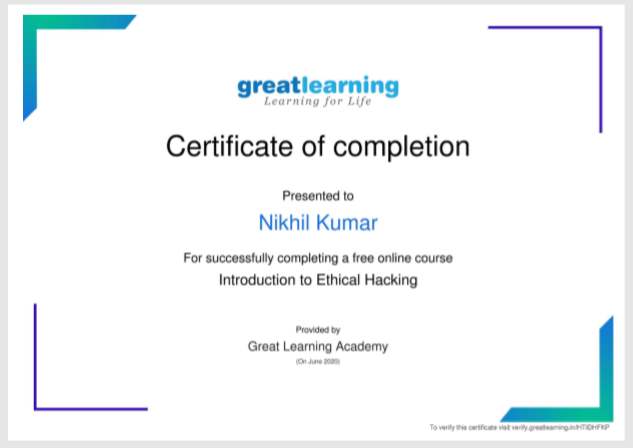 greatlearning
Learning for Life
Certificate of completion
Presented to
Nikhil Kumar
For successfully completing a free online course
Introduction to Ethical Hacking
Provided by
Great Learning Academy
(On June 2020)
To verify this certificate visit verify.greatlearning.in/HTIDHFKP